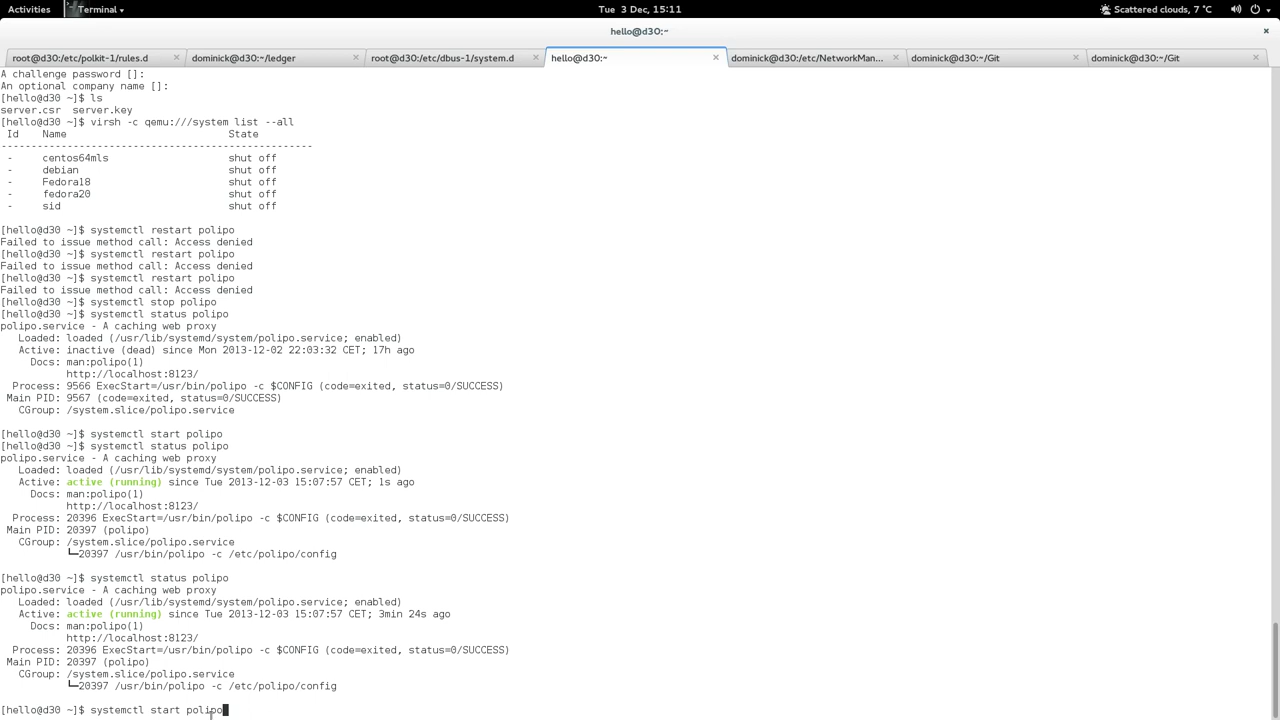 Activities Terminal Tue 3 Dec, 15:11 Scattered clouds, 7 °C
hello@d30:~
root@d30:/etc/polkit-1/rules.d dominick@d30:~/ledger root@d30:/etc/dbus-1/system.d hello@d30:~ dominick@d30:/etc/NetworkMan... dominick@d30:~/Git dominick@d30:~/Git
A challenge password []:
An optional company name []:
[hello@d30 ~]$ ls
server.csr  server.key
[hello@d30 ~]$ virsh -c qemu:///system list --all
 Id    Name                           State
----------------------------------------------------
 -     centos64mls                    shut off
 -     debian                         shut off
 -     Fedora18                       shut off
 -     fedora20                       shut off
 -     sid                            shut off
[hello@d30 ~]$ systemctl restart polipo
Failed to issue method call: Access denied
[hello@d30 ~]$ systemctl restart polipo
Failed to issue method call: Access denied
[hello@d30 ~]$ systemctl restart polipo
Failed to issue method call: Access denied
[hello@d30 ~]$ systemctl stop polipo
[hello@d30 ~]$ systemctl status polipo
polipo.service - A caching web proxy
   Loaded: loaded (/usr/lib/systemd/system/polipo.service; enabled)
   Active: inactive (dead) since Mon 2013-12-02 22:03:32 CET; 17h ago
     Docs: man:polipo(1)
           http://localhost:8123/
  Process: 9566 ExecStart=/usr/bin/polipo -c $CONFIG (code=exited, status=0/SUCCESS)
 Main PID: 9567 (code=exited, status=0/SUCCESS)
   CGroup: /system.slice/polipo.service
[hello@d30 ~]$ systemctl start polipo
[hello@d30 ~]$ systemctl status polipo
polipo.service - A caching web proxy
   Loaded: loaded (/usr/lib/systemd/system/polipo.service; enabled)
   Active: active (running) since Tue 2013-12-03 15:07:57 CET; 1s ago
     Docs: man:polipo(1)
           http://localhost:8123/
  Process: 20396 ExecStart=/usr/bin/polipo -c $CONFIG (code=exited, status=0/SUCCESS)
 Main PID: 20397 (polipo)
   CGroup: /system.slice/polipo.service
           └─20397 /usr/bin/polipo -c /etc/polipo/config
[hello@d30 ~]$ systemctl status polipo
polipo.service - A caching web proxy
   Loaded: loaded (/usr/lib/systemd/system/polipo.service; enabled)
   Active: active (running) since Tue 2013-12-03 15:07:57 CET; 3min 24s ago
     Docs: man:polipo(1)
           http://localhost:8123/
  Process: 20396 ExecStart=/usr/bin/polipo -c $CONFIG (code=exited, status=0/SUCCESS)
 Main PID: 20397 (polipo)
   CGroup: /system.slice/polipo.service
           └─20397 /usr/bin/polipo -c /etc/polipo/config
[hello@d30 ~]$ systemctl start polipo